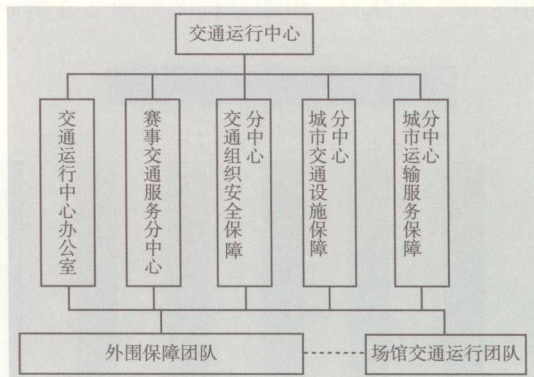 交通运行中心
交通运行中心办公室
赛事交通服务分中心
交通组织安全保障
分中心
城市交通设施保障
分中心
城市运输服务保障
分中心
外围保障团队
场馆交通运行团队